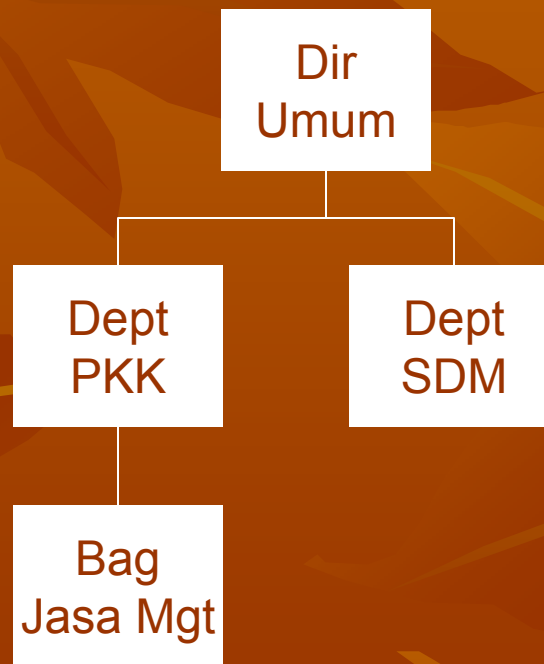 Dir
Umum
Dept
PKK
Dept
SDM
Bag
Jasa Mgt